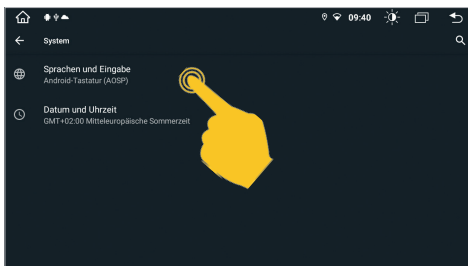 09:40
System
Sprachen und Eingabe
Android-Tastatur (AOSP)
Datum und Uhrzeit
GMT+02:00 Mitteleuropäische Sommerzeit